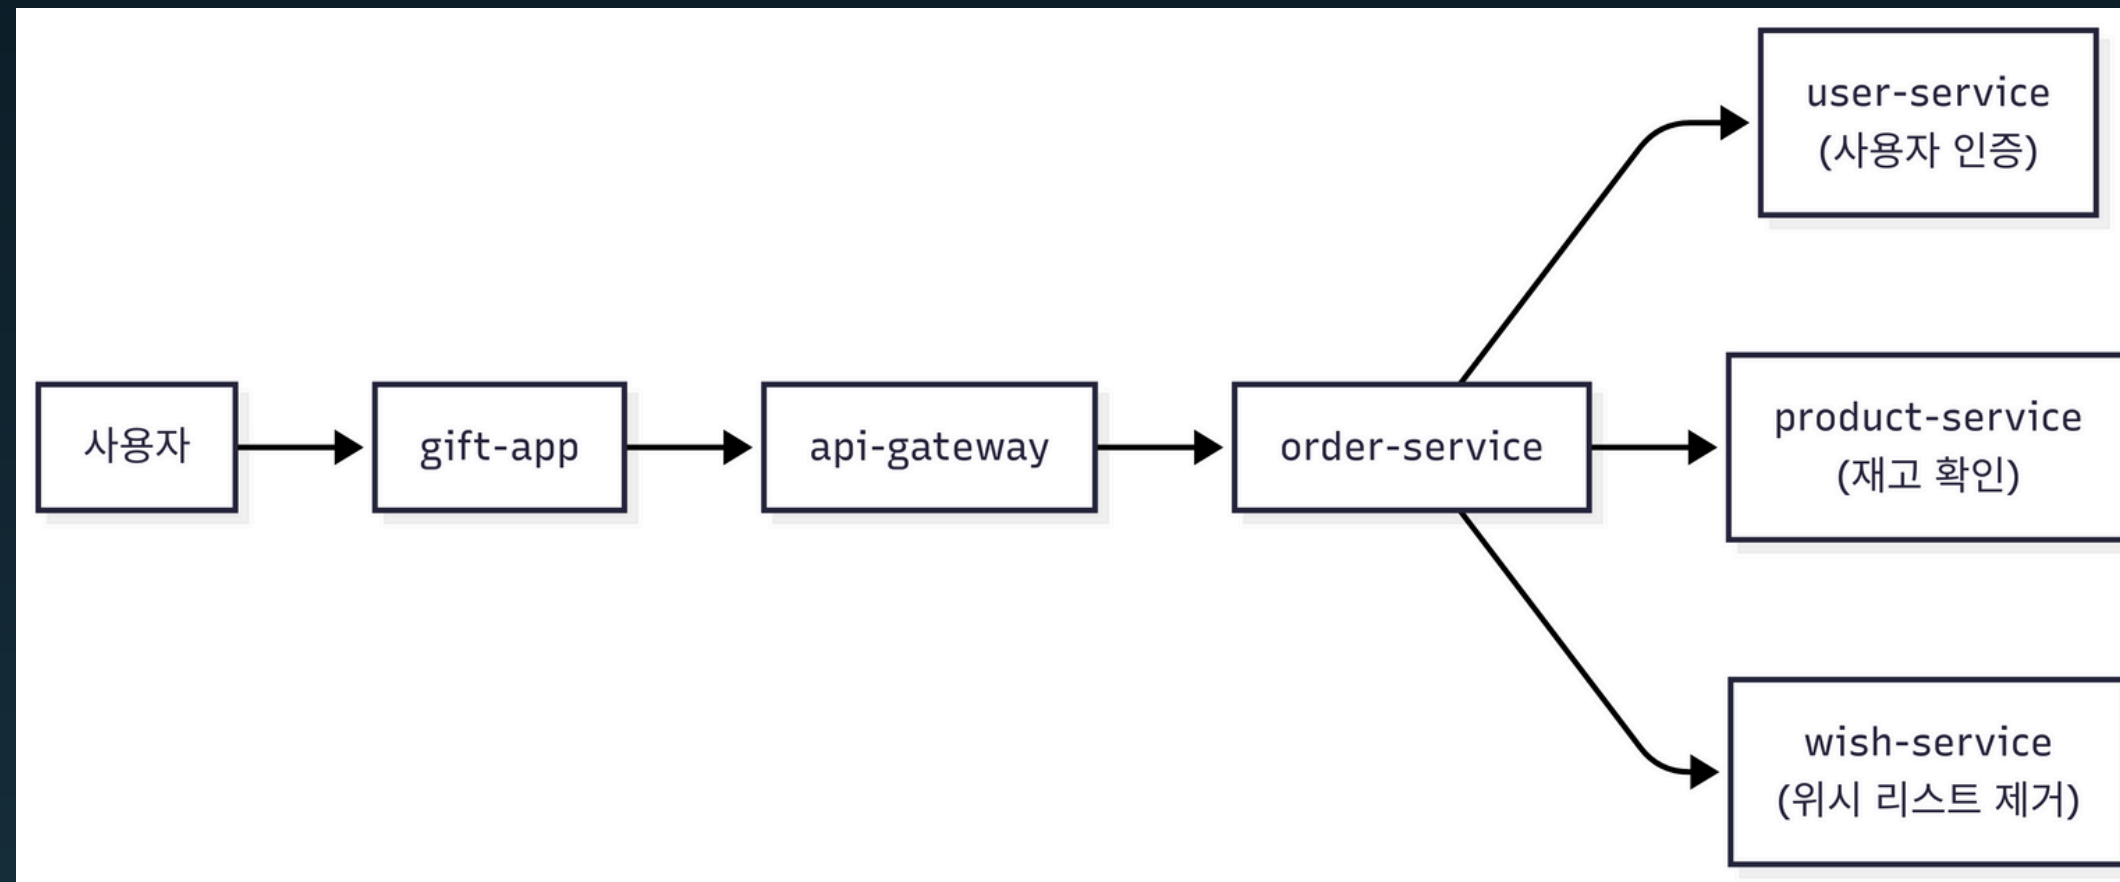 사용자
gift-app
api-gateway
order-service
user-service
(사용자 인증)
product-service
(재고 확인)
wish-service
(위시 리스트 제거)